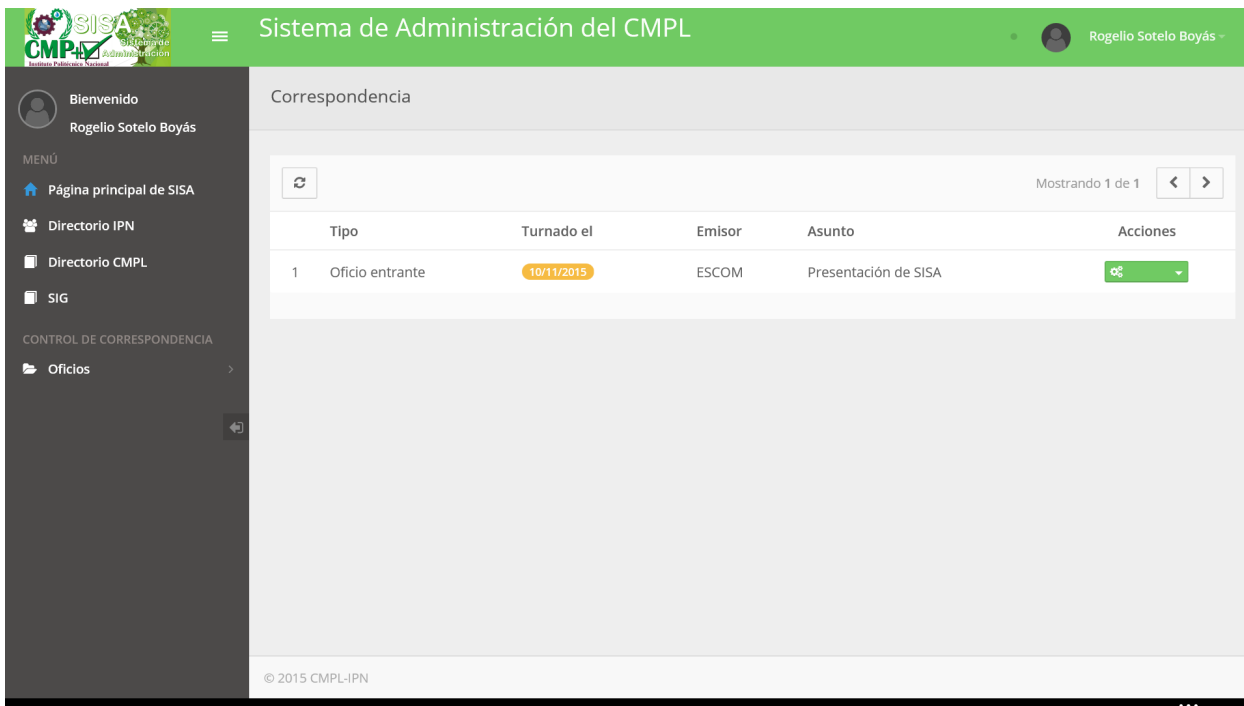 SISA
CMP+L
Sistema de
Administración
Instituto Politécnico Nacional
Sistema de Administración del CMPL
Rogelio Sotelo Boyás
Bienvenido
Rogelio Sotelo Boyás
MENÚ
Página principal de SISA
Directorio IPN
Directorio CMPL
SIG
CONTROL DE CORRESPONDENCIA
Oficios
Correspondencia
Mostrando 1 de 1
Tipo Turnado el Emisor Asunto Acciones
1 Oficio entrante 10/11/2015 ESCOM Presentación de SISA
© 2015 CMPL-IPN